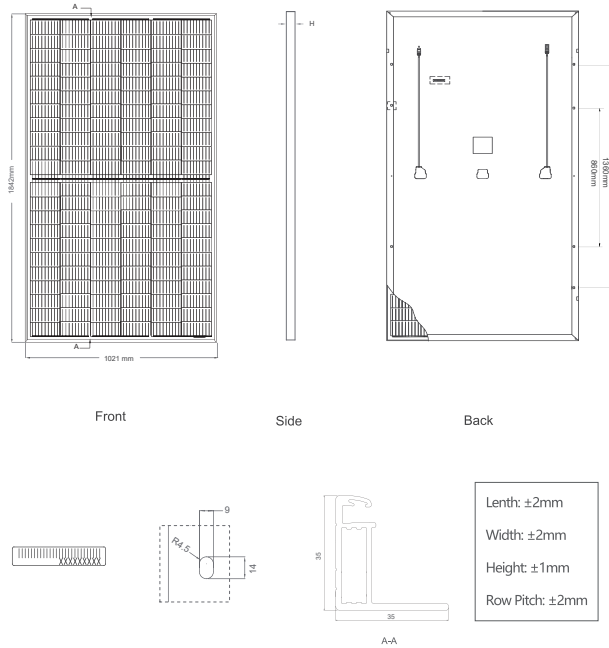 A
H
1842mm
1360mm
860mm
A
1021 mm
Front
Side
Back
9
R4.5
14
35
35
A-A
Lenth: ±2mm
Width: ±2mm
Height: ±1mm
Row Pitch: ±2mm